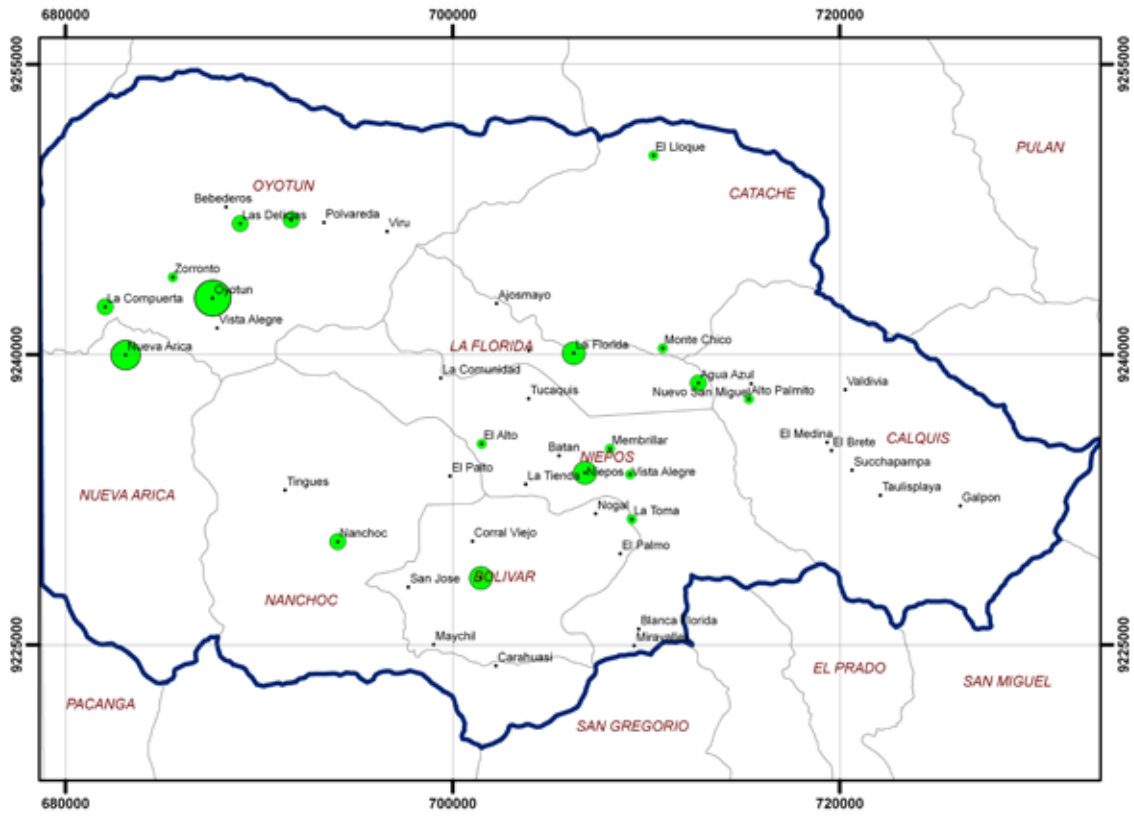 680000
700000
720000
9255000
9255000
El Lloque
PULAN
OYOTUN
CATACHE
Bebederos
Las Delicias
Polvareda
Viru
Zorronto
La Compuerta
Oyotun
Ajosmayo
Vista Alegre
Nueva Arica
9240000
LA FLORIDA
La Florida
Monte Chico
9240000
La Comunidad
Agua Azul
Tucaquis
Nuevo San Miguel
Alto Palmito
Valdivia
El Alto
Membrillar
El Medina
El Brete
CALQUIS
Batan
NIEPOS
El Palto
La Tienda
Niepos
Vista Alegre
Succhapampa
Tingues
NUEVA ARICA
Taulisplaya
Galpon
Nogal
La Toma
Nanchoc
Corral Viejo
El Palmo
San Jose
BOLIVAR
NANCHOC
Blanca Florida
Maychil
Miravalles
9225000
9225000
Carahuasi
EL PRADO
SAN MIGUEL
PACANGA
SAN GREGORIO
680000
700000
720000